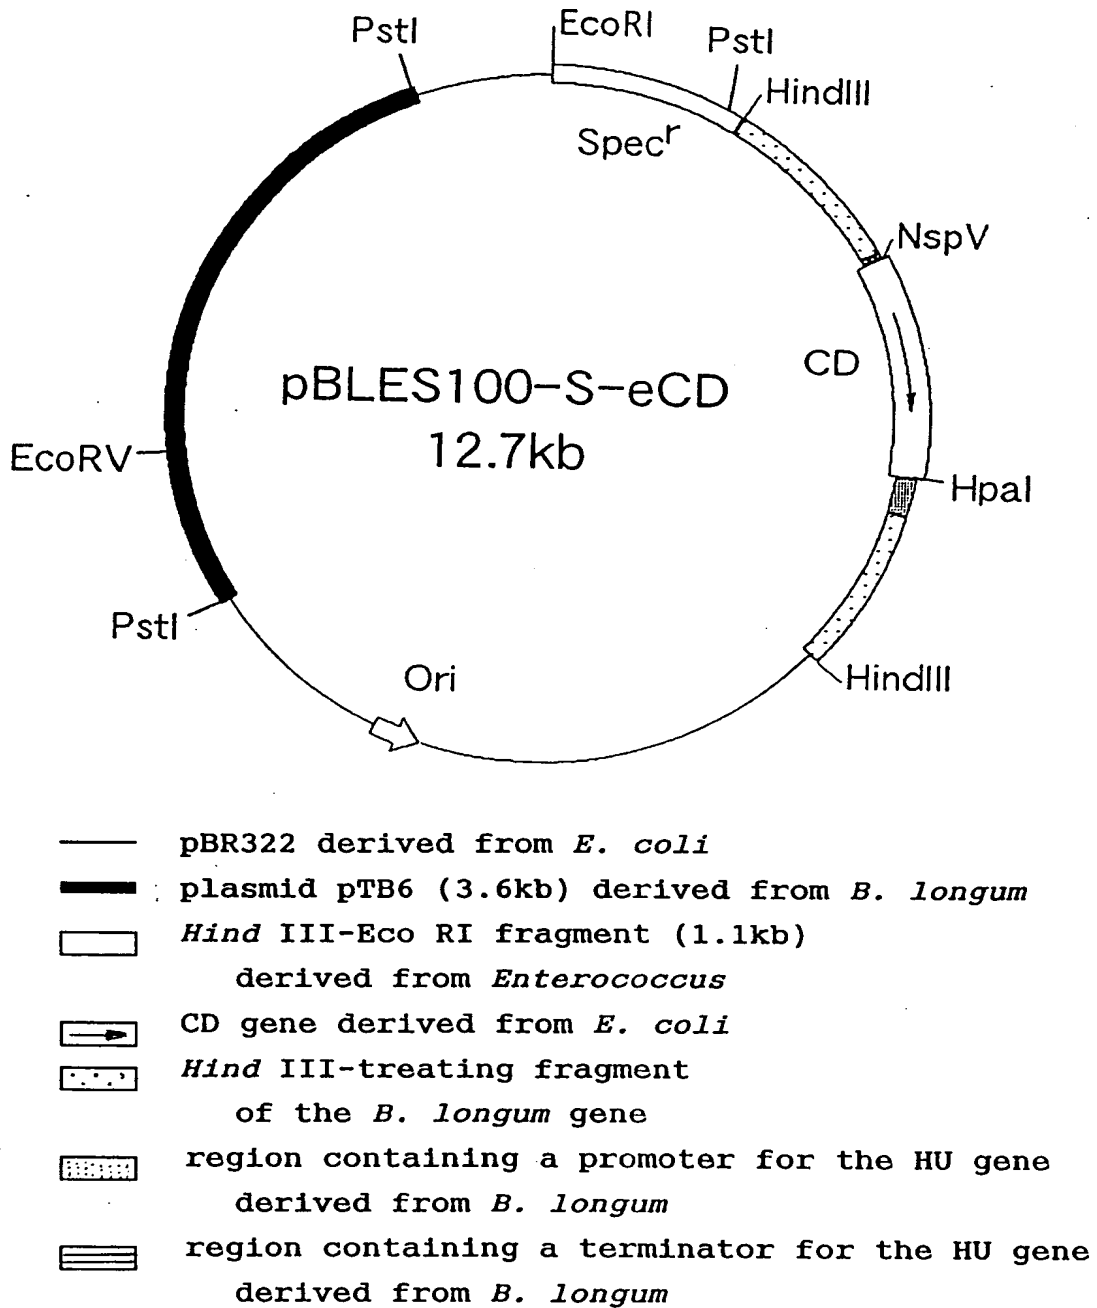 PstI
EcoRI
PstI
HindIII
Specʳ
NspV
CD
pBLES100-S-eCD
12.7kb
EcoRV
HpaI
PstI
Ori
HindIII
pBR322 derived from E. coli
plasmid pTB6 (3.6kb) derived from B. longum
Hind III-Eco RI fragment (1.1kb)
derived from Enterococcus
CD gene derived from E. coli
Hind III-treating fragment
of the B. longum gene
region containing a promoter for the HU gene
derived from B. longum
region containing a terminator for the HU gene
derived from B. longum